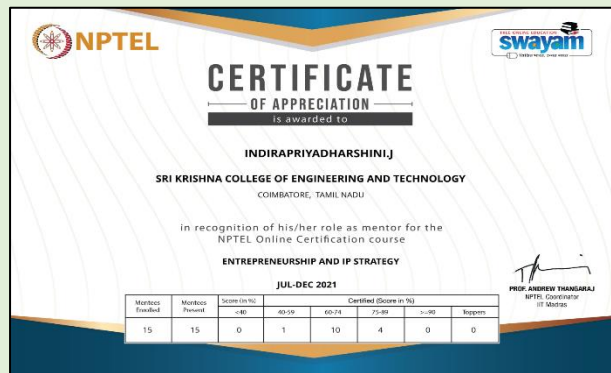 NPTEL
FREE ONLINE EDUCATION
swayam
CERTIFICATE
OF APPRECIATION
is awarded to
INDIRAPRIYADHARSHINI.J
SRI KRISHNA COLLEGE OF ENGINEERING AND TECHNOLOGY
COIMBATORE, TAMIL NADU
in recognition of his/her role as mentor for the
NPTEL Online Certification course
ENTREPRENEURSHIP AND IP STRATEGY
JUL-DEC 2021
PROF. ANDREW THANGARAJ
NPTEL Coordinator
IIT Madras
Mentees Enrolled Mentees Present Score (in %) Certified (Score in %)
<40 40-59 60-74 75-89 >=90 Toppers
15 15 0 1 10 4 0 0